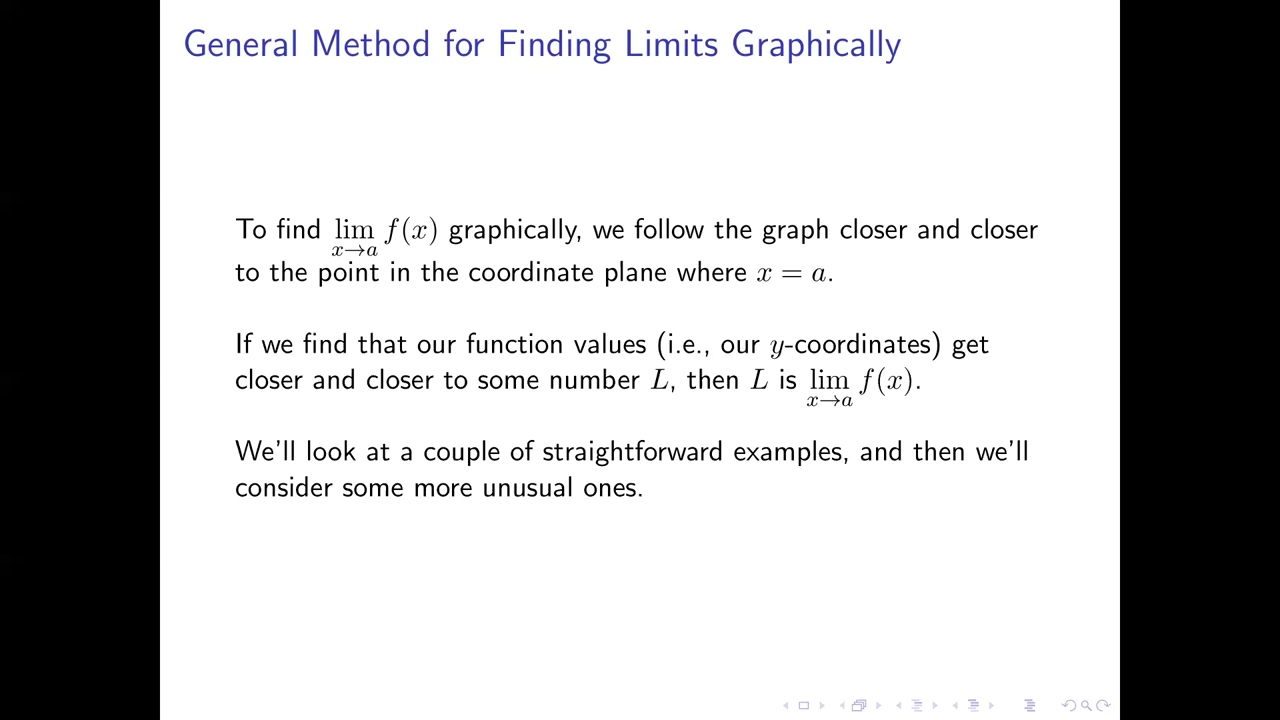 General Method for Finding Limits Graphically
To find lim f(x) graphically, we follow the graph closer and closer
x→a
to the point in the coordinate plane where x = a.
If we find that our function values (i.e., our y-coordinates) get
closer and closer to some number L, then L is lim f(x).
x→a
We'll look at a couple of straightforward examples, and then we'll
consider some more unusual ones.